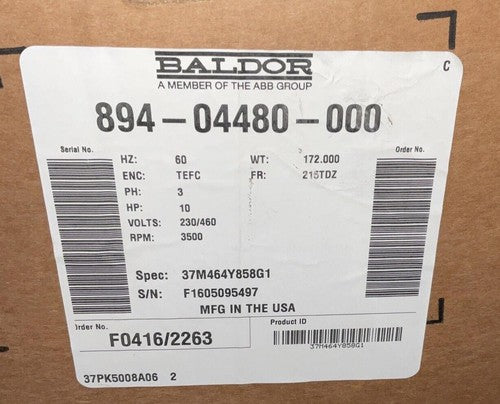 BALDOR
A MEMBER OF THE ABB GROUP
C
894-04480-000
Serial No.
Order No.
HZ: 60 WT: 172.000
ENC: TEFC FR: 215TDZ
PH: 3
HP: 10
VOLTS: 230/460
RPM: 3500
Spec: 37M464Y858G1
S/N: F1605095497
MFG IN THE USA
Order No.
F0416/2263
Product ID
37M464Y858G1
37PK5008A06 2